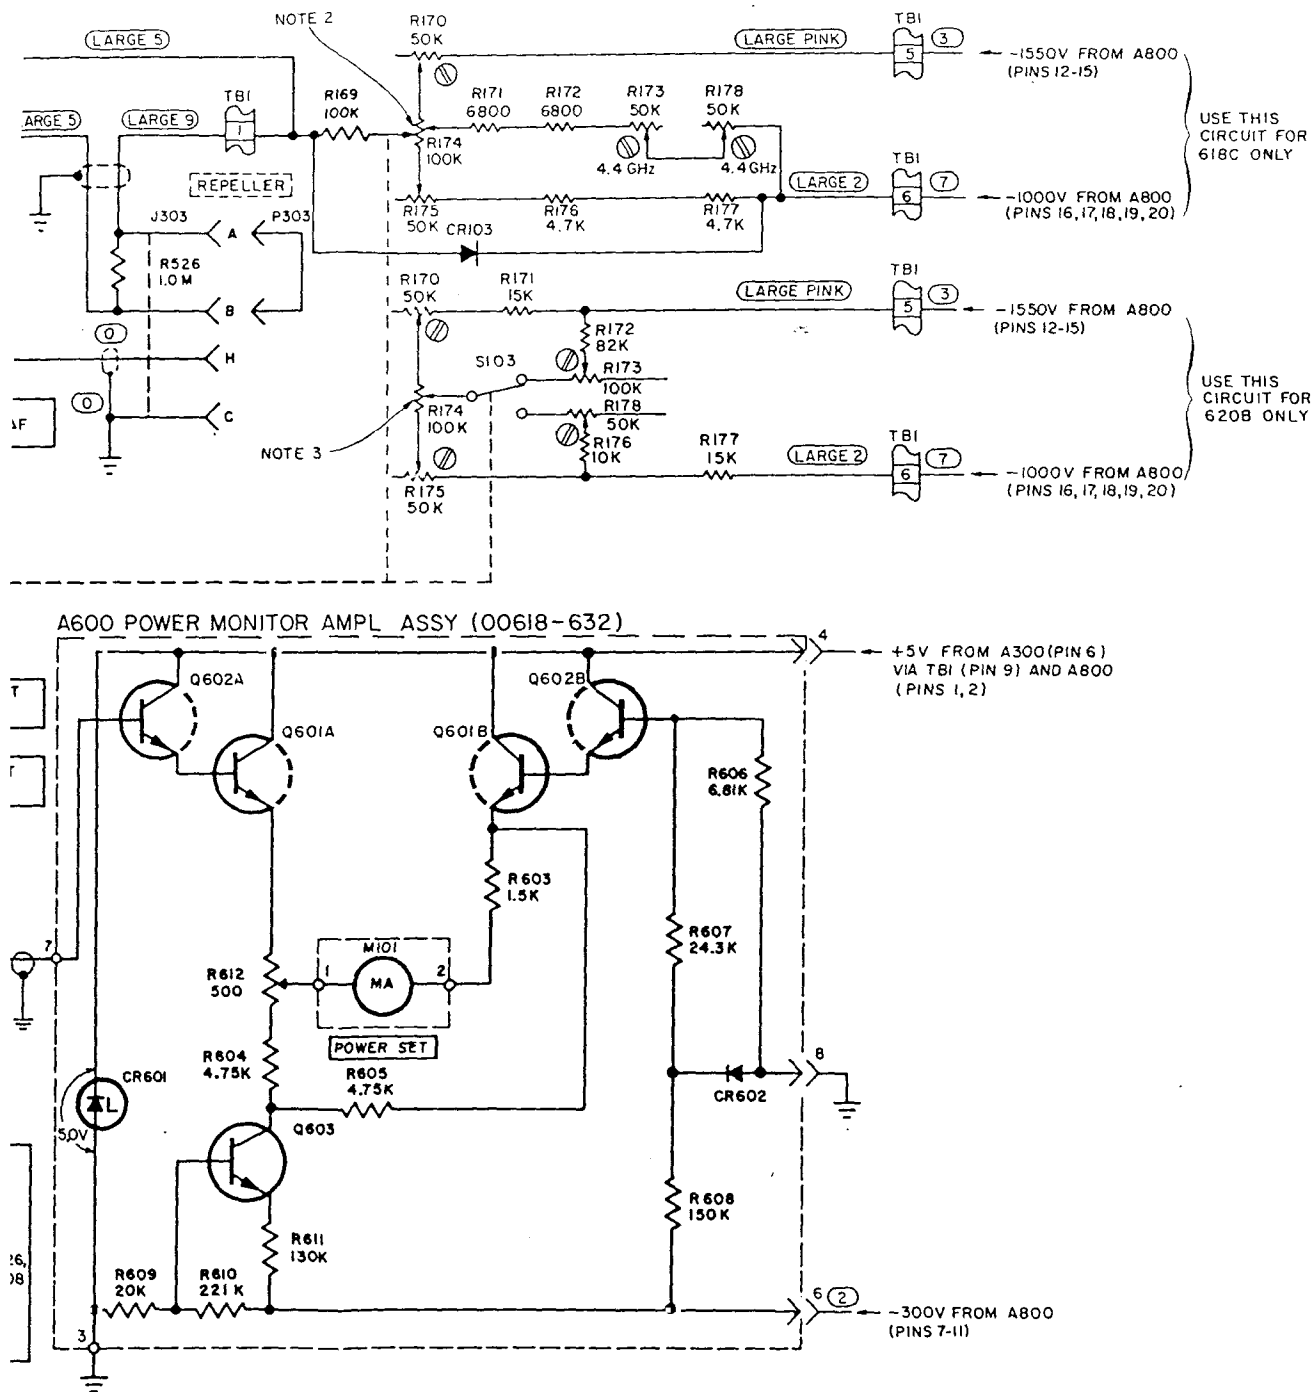 NOTE 2
R170
50K
LARGE 5
LARGE PINK
TB1
5
3
-1550V FROM A800
(PINS 12-15)
LARGE 9
TB1
1
R169
100K
R171
6800
R172
6800
R173
50K
R178
50K
4.4 GHz
4.4 GHz
USE THIS
CIRCUIT FOR
618C ONLY
R174
100K
REPELLER
J303
P303
A
R526
1.0 M
B
R175
50K
R176
4.7K
R177
4.7K
CR103
LARGE 2
TB1
6
7
-1000V FROM A800
(PINS 16,17,18,19,20)
R170
50K
R171
15K
LARGE PINK
TB1
5
3
-1550V FROM A800
(PINS 12-15)
0
H
0
C
S103
R172
82K
R173
100K
R178
50K
R176
10K
R174
100K
NOTE 3
USE THIS
CIRCUIT FOR
620B ONLY
R175
50K
R177
15K
LARGE 2
TB1
6
7
-1000V FROM A800
(PINS 16,17,18,19,20)
A600 POWER MONITOR AMPL ASSY (00618-632)
4
+5V FROM A300 (PIN 6)
VIA TB1 (PIN 9) AND A800
(PINS 1, 2)
Q602A
Q601A
Q601B
Q602B
R606
6.81K
R603
1.5K
R607
24.3K
7
R612
500
1
M101
MA
2
POWER SET
R604
4.75K
R605
4.75K
CR601
L
5.0V
Q603
CR602
8
R611
130K
R608
150K
R609
20K
R610
221 K
6
2
-300V FROM A800
(PINS 7-11)
3